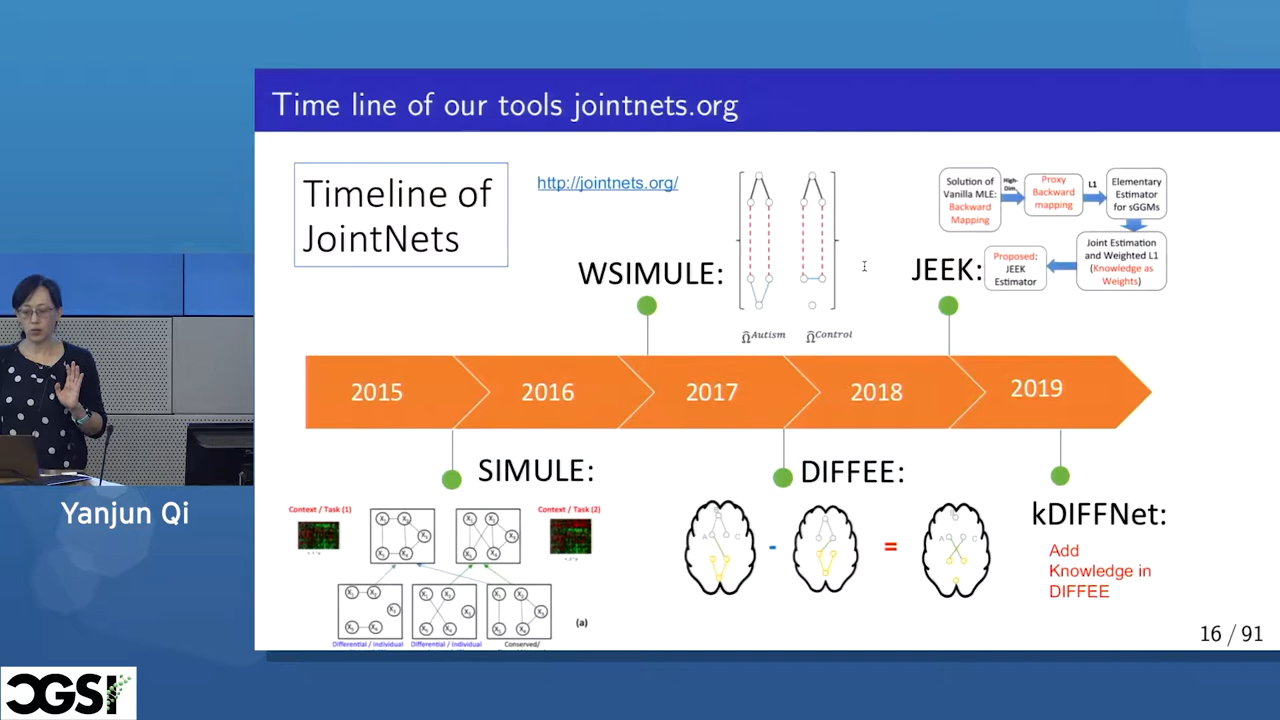 Time line of our tools jointnets.org
Timeline of
JointNets
http://jointnets.org/
WSIMULE:
Ω̂^Autism Ω̂^Control
JEEK:
Solution of
Vanilla MLE:
Backward
Mapping
High-
Dim.
Proxy
Backward
mapping
L1
Elementary
Estimator
for sGGMs
Joint Estimation
and Weighted L1
(Knowledge as
Weights)
Proposed:
JEEK
Estimator
2015 2016 2017 2018 2019
SIMULE:
Context / Task (1)
Context / Task (2)
Differential / Individual Differential / Individual Conserved/
(a)
DIFFEE:
A C
- =
A C
kDIFFNet:
Add
Knowledge in
DIFFEE
16 / 91
Yanjun Qi
CGSI